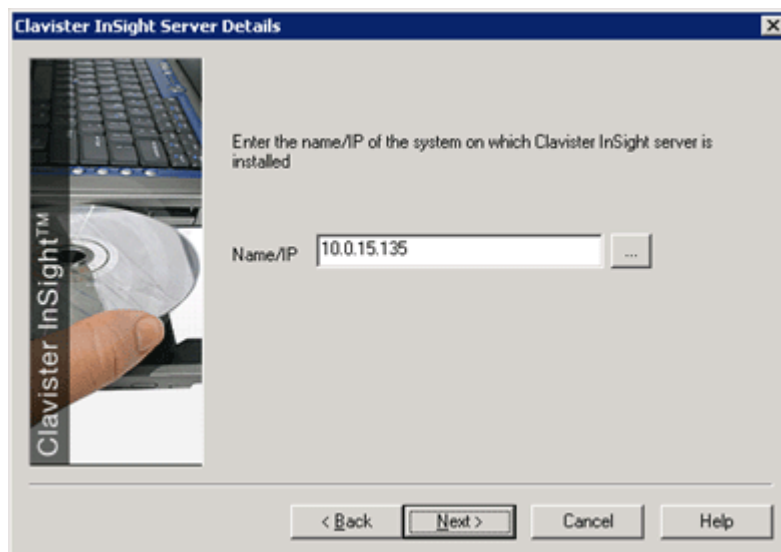 Clavister InSight Server Details
Clavister InSight™
Enter the name/IP of the system on which Clavister InSight server is
installed
Name/IP 10.0.15.135 ...
< Back Next > Cancel Help